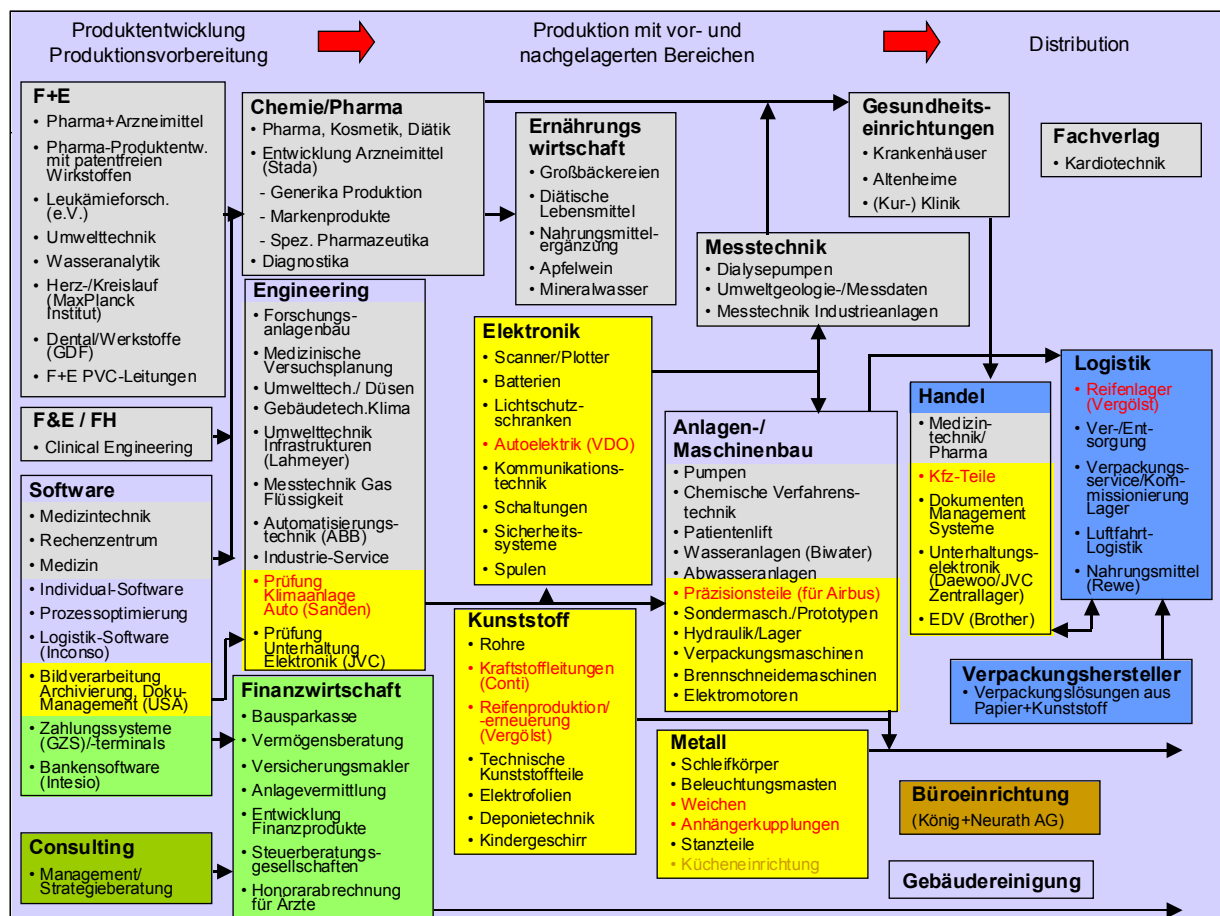 Produktentwicklung
Produktionsvorbereitung
Produktion mit vor- und
nachgelagerten Bereichen
Distribution
F+E
• Pharma+Arzneimittel
• Pharma-Produktentw.
mit patentfreien
Wirkstoffen
• Leukämieforsch.
(e.V.)
• Umwelttechnik
• Wasseranalytik
• Herz-/Kreislauf
(MaxPlanck
Institut)
• Dental/Werkstoffe
(GDF)
• F+E PVC-Leitungen
F&E / FH
• Clinical Engineering
Software
• Medizintechnik
• Rechenzentrum
• Medizin
• Individual-Software
• Prozessoptimierung
• Logistik-Software
(Inconso)
• Bildverarbeitung
Archivierung, Doku-
Management (USA)
• Zahlungssysteme
(GZS)/-terminals
• Bankensoftware
(Intesio)
Consulting
• Management/
Strategieberatung
Chemie/Pharma
• Pharma, Kosmetik, Diätik
• Entwicklung Arzneimittel
(Stada)
- Generika Produktion
- Markenprodukte
- Spez. Pharmazeutika
• Diagnostika
Engineering
• Forschungs-
anlagenbau
• Medizinische
Versuchsplanung
• Umwelttech./ Düsen
• Gebäudetech.Klima
• Umwelttechnik
Infrastrukturen
(Lahmeyer)
• Messtechnik Gas
Flüssigkeit
• Automatisierungs-
technik (ABB)
• Industrie-Service
• Prüfung
Klimaanlage
Auto (Sanden)
• Prüfung
Unterhaltung
Elektronik (JVC)
Finanzwirtschaft
• Bausparkasse
• Vermögensberatung
• Versicherungsmakler
• Anlagevermittlung
• Entwicklung
Finanzprodukte
• Steuerberatungs-
gesellschaften
• Honorarabrechnung
für Ärzte
Ernährungs
wirtschaft
• Großbäckereien
• Diätische
Lebensmittel
• Nahrungsmittel-
ergänzung
• Apfelwein
• Mineralwasser
Elektronik
• Scanner/Plotter
• Batterien
• Lichtschutz-
schranken
• Autoelektrik (VDO)
• Kommunikations-
technik
• Schaltungen
• Sicherheits-
systeme
• Spulen
Kunststoff
• Rohre
• Kraftstoffleitungen
(Conti)
• Reifenproduktion/
-erneuerung
(Vergölst)
• Technische
Kunststoffteile
• Elektrofolien
• Deponietechnik
• Kindergeschirr
Messtechnik
• Dialysepumpen
• Umweltgeologie-/Messdaten
• Messtechnik Industrieanlagen
Anlagen-/
Maschinenbau
• Pumpen
• Chemische Verfahrens-
technik
• Patientenlift
• Wasseranlagen (Biwater)
• Abwasseranlagen
• Präzisionsteile (für Airbus)
• Sondermasch./Prototypen
• Hydraulik/Lager
• Verpackungsmaschinen
• Brennschneidemaschinen
• Elektromotoren
Metall
• Schleifkörper
• Beleuchtungsmasten
• Weichen
• Anhängerkupplungen
• Stanzteile
• Kücheneinrichtung
Gesundheits-
einrichtungen
• Krankenhäuser
• Altenheime
• (Kur-) Klinik
Fachverlag
• Kardiotechnik
Handel
• Medizin-
technik/
Pharma
• Kfz-Teile
• Dokumenten
Management
Systeme
• Unterhaltungs-
elektronik
(Daewoo/JVC
Zentrallager)
• EDV (Brother)
Logistik
• Reifenlager
(Vergölst)
• Ver-/Ent-
sorgung
• Verpackungs-
service/Kom-
missionierung
Lager
• Luftfahrt-
Logistik
• Nahrungsmittel
(Rewe)
Verpackungshersteller
• Verpackungslösungen aus
Papier+Kunststoff
Büroeinrichtung
(König+Neurath AG)
Gebäudereinigung